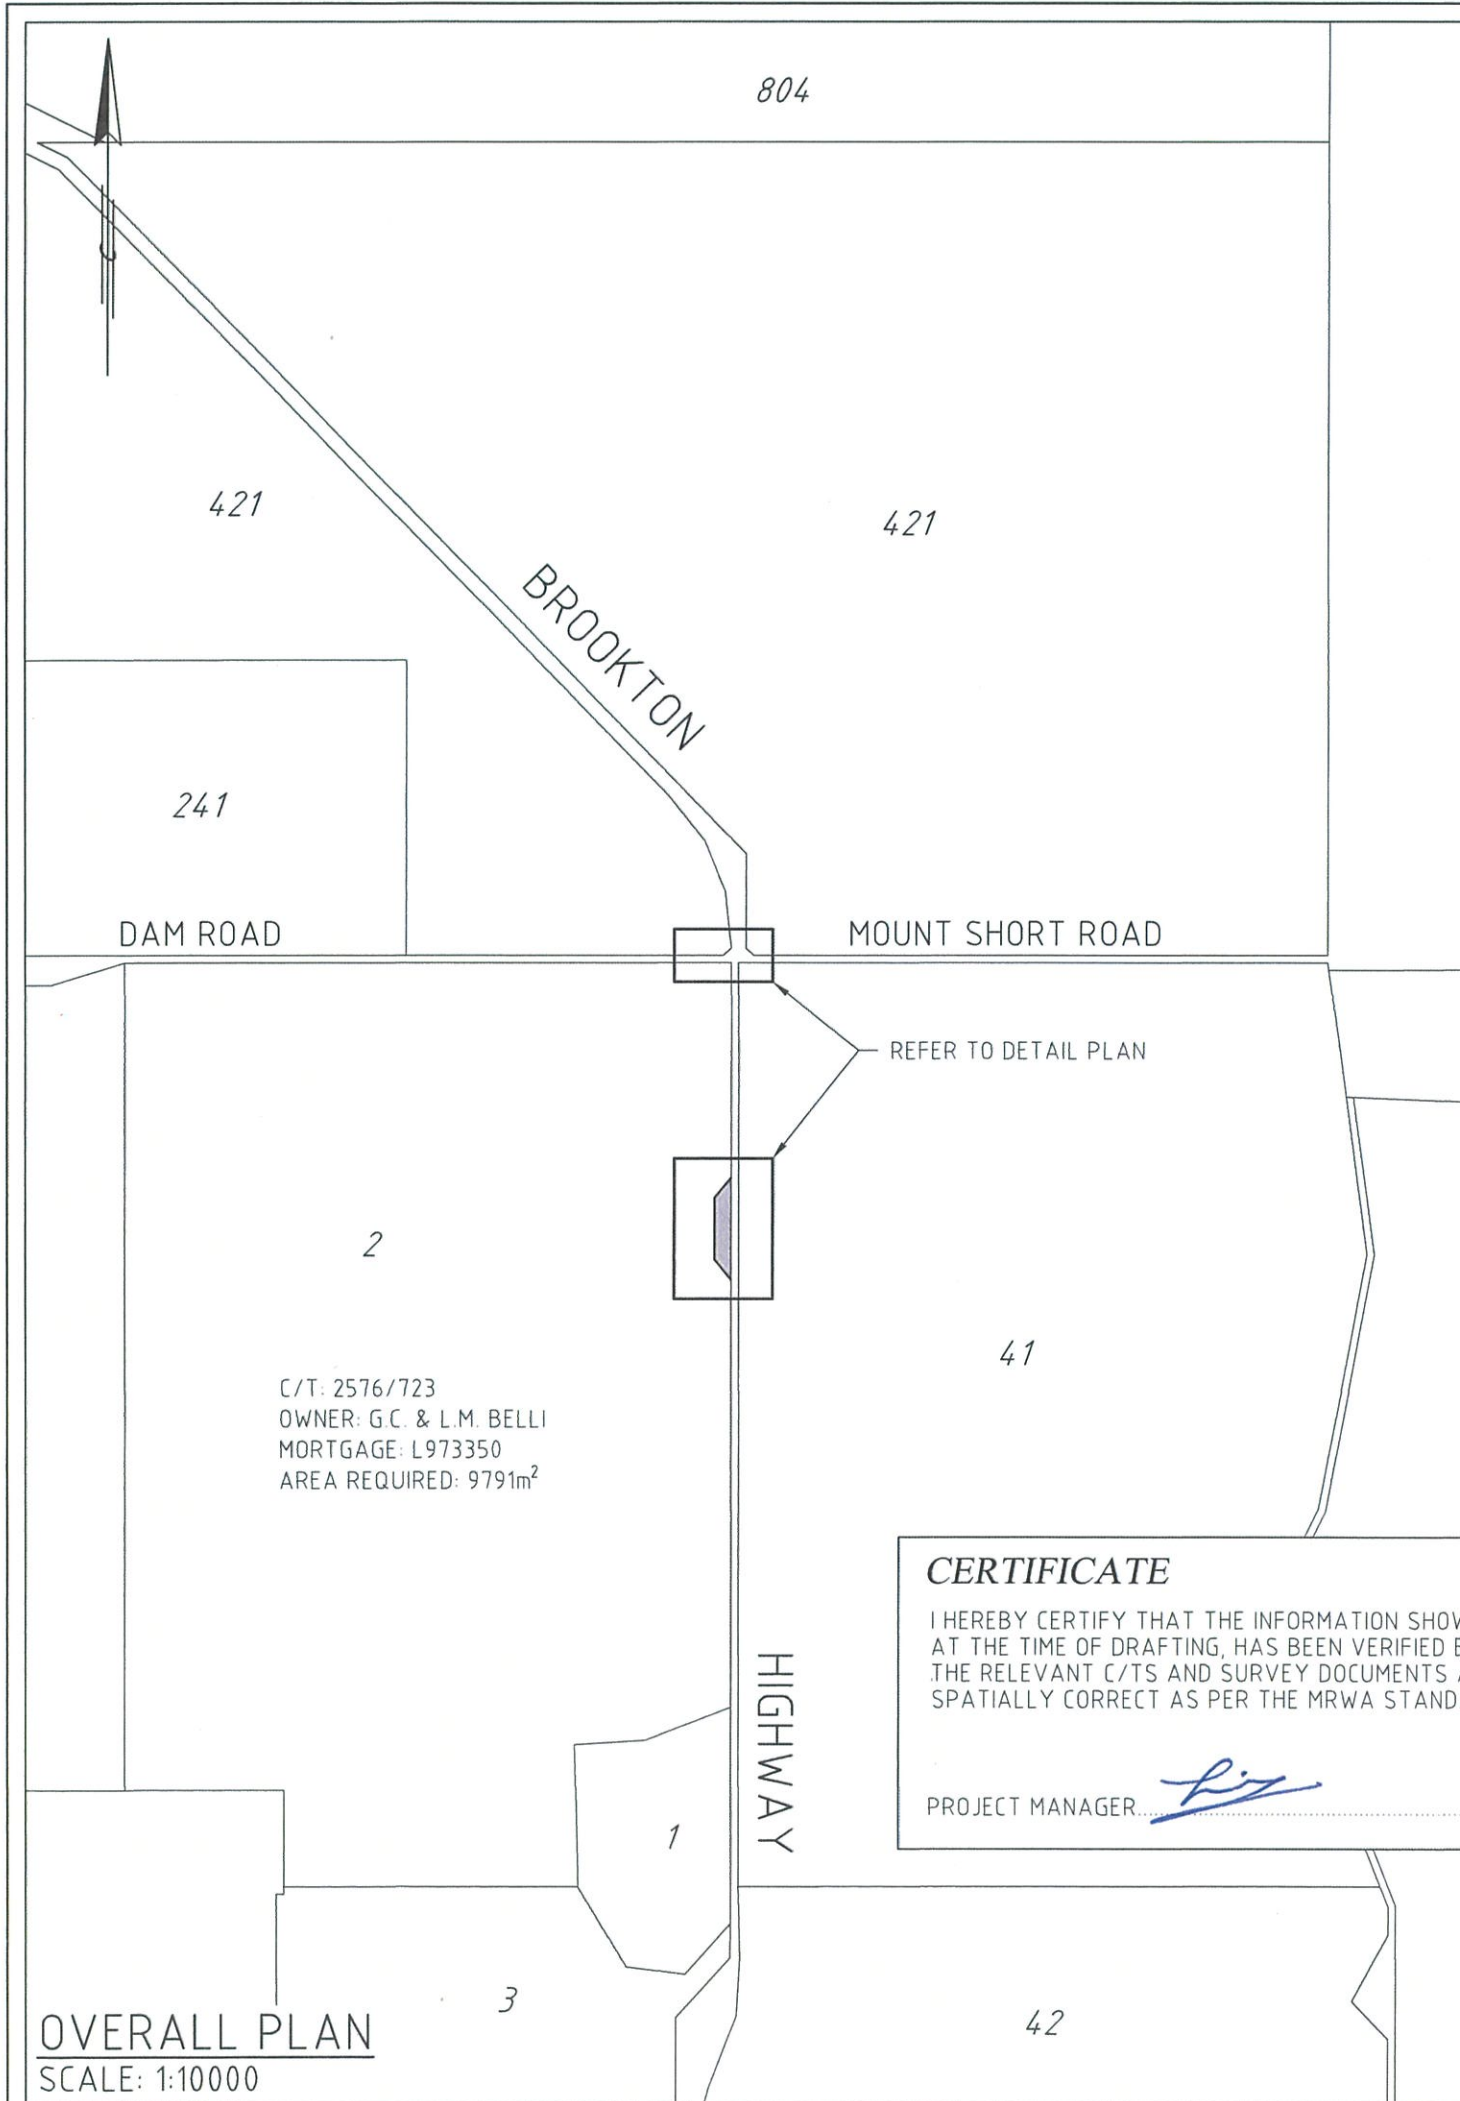 804
421
421
BROOKTON
241
DAM ROAD
MOUNT SHORT ROAD
REFER TO DETAIL PLAN
2
41
C/T: 2576/723
OWNER: G.C. & L.M. BELLI
MORTGAGE: L973350
AREA REQUIRED: 9791m²
CERTIFICATE
I HEREBY CERTIFY THAT THE INFORMATION SHOW
AT THE TIME OF DRAFTING, HAS BEEN VERIFIED
THE RELEVANT C/TS AND SURVEY DOCUMENTS
SPATIALLY CORRECT AS PER THE MRWA STAND
HIGHWAY
PROJECT MANAGER
1
3
42
OVERALL PLAN
SCALE: 1:10000